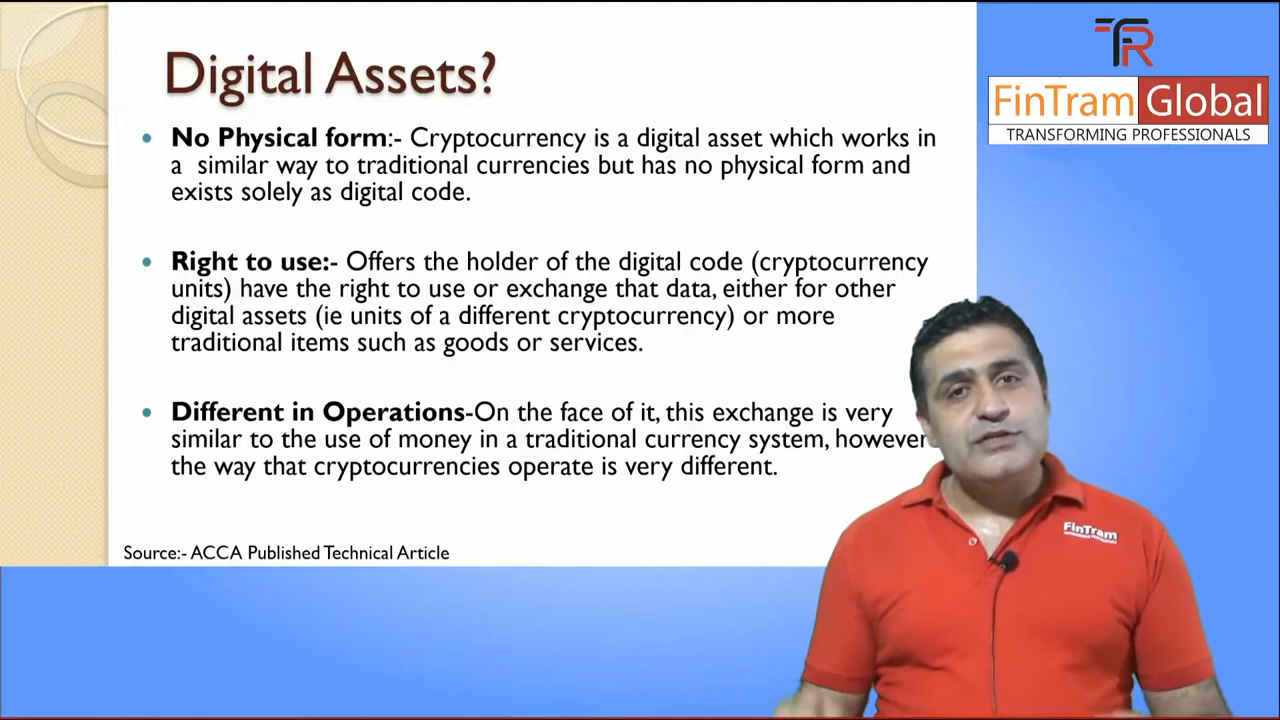 Digital Assets?
• No Physical form:- Cryptocurrency is a digital asset which works in
a similar way to traditional currencies but has no physical form and
exists solely as digital code.
• Right to use:- Offers the holder of the digital code (cryptocurrency
units) have the right to use or exchange that data, either for other
digital assets (ie units of a different cryptocurrency) or more
traditional items such as goods or services.
• Different in Operations-On the face of it, this exchange is very
similar to the use of money in a traditional currency system, however
the way that cryptocurrencies operate is very different.
Source:- ACCA Published Technical Article
FinTram Global
TRANSFORMING PROFESSIONALS
FinTram